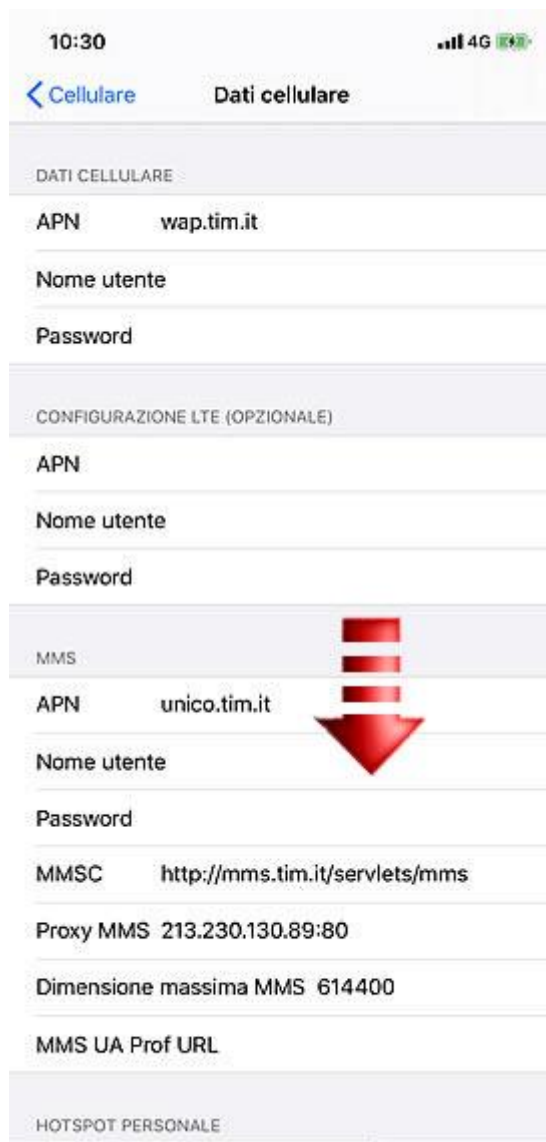 10:30 4G
Cellulare Dati cellulare
DATI CELLULARE
APN wap.tim.it
Nome utente
Password
CONFIGURAZIONE LTE (OPZIONALE)
APN
Nome utente
Password
MMS
APN unico.tim.it
Nome utente
Password
MMSC http://mms.tim.it/servlets/mms
Proxy MMS 213.230.130.89:80
Dimensione massima MMS 614400
MMS UA Prof URL
HOTSPOT PERSONALE